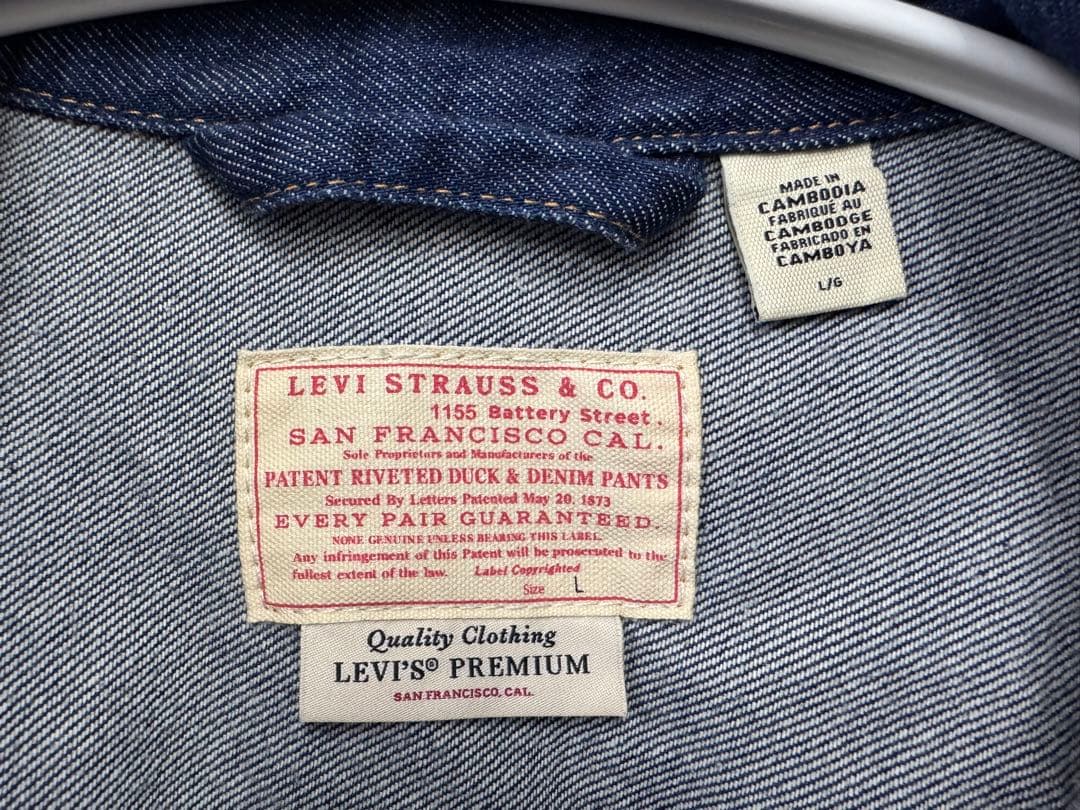 MADE IN
CAMBODIA
FABRIQUÉ AU
CAMBODGE
FABRICADO EN
CAMBOYA
L/G
LEVI STRAUSS & CO.
1155 Battery Street.
SAN FRANCISCO CAL.
Sole Proprietors and Manufacturers of the
PATENT RIVETED DUCK & DENIM PANTS
Secured By Letters Patented May 20, 1873
EVERY PAIR GUARANTEED.
NONE GENUINE UNLESS BEARING THIS LABEL.
Any infringement of this Patent will be prosecuted to the
fullest extent of the law. Label Copyrighted
Size L
Quality Clothing
LEVI'S® PREMIUM
SAN FRANCISCO, CAL.